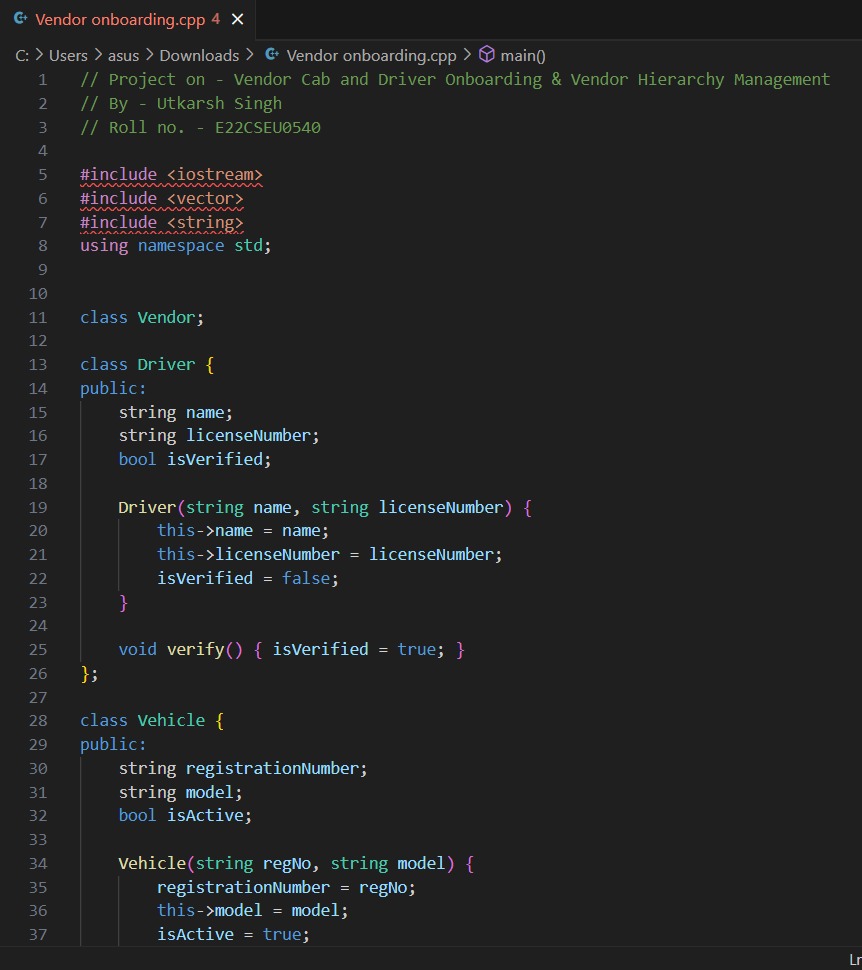 Vendor onboarding.cpp 4 ×
C: > Users > asus > Downloads > Vendor onboarding.cpp > main()
1 // Project on - Vendor Cab and Driver Onboarding & Vendor Hierarchy Management
2 // By - Utkarsh Singh
3 // Roll no. - E22CSEU0540
4
5 #include <iostream>
6 #include <vector>
7 #include <string>
8 using namespace std;
9
10
11 class Vendor;
12
13 class Driver {
14 public:
15     string name;
16     string licenseNumber;
17     bool isVerified;
18
19     Driver(string name, string licenseNumber) {
20         this->name = name;
21         this->licenseNumber = licenseNumber;
22         isVerified = false;
23     }
24
25     void verify() { isVerified = true; }
26 };
27
28 class Vehicle {
29 public:
30     string registrationNumber;
31     string model;
32     bool isActive;
33
34     Vehicle(string regNo, string model) {
35         registrationNumber = regNo;
36         this->model = model;
37         isActive = true;
Ln